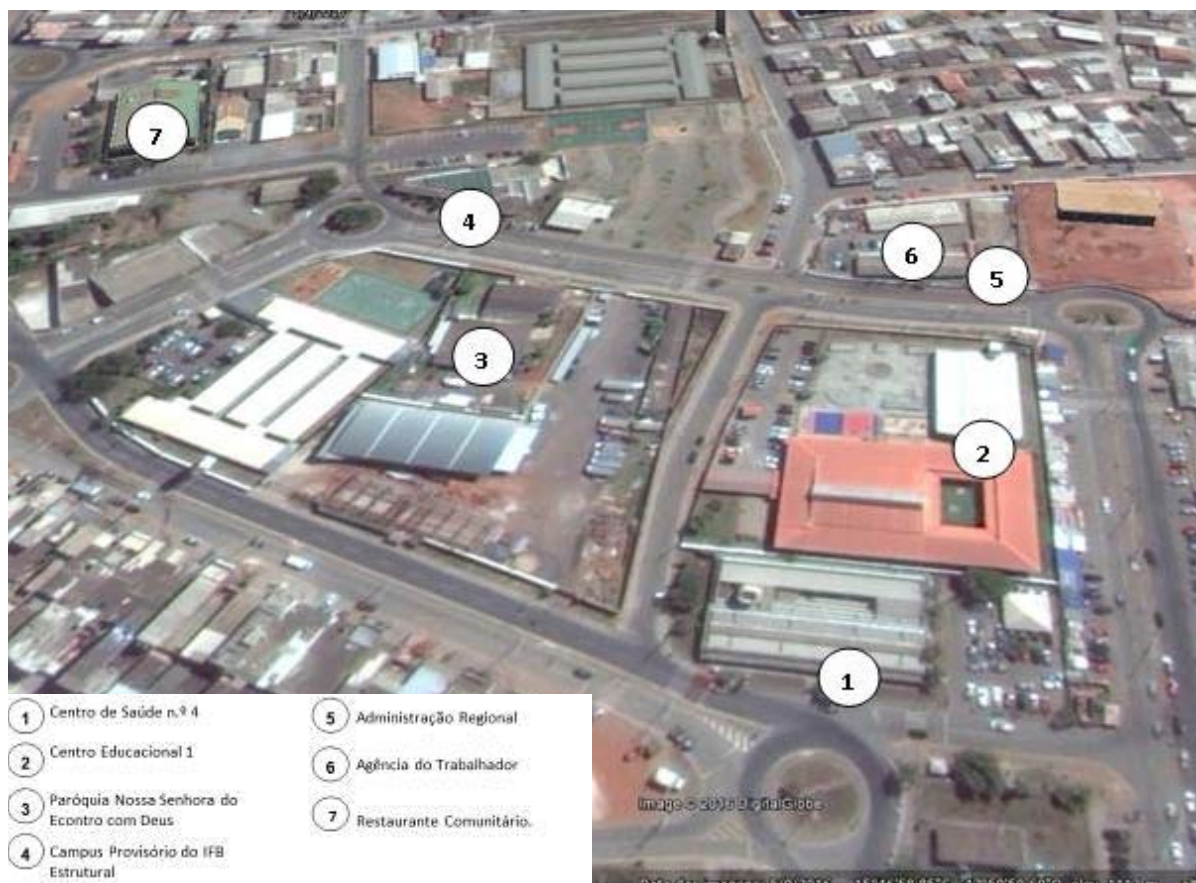 7
4
6
5
3
2
1
1 Centro de Saúde n.º 4
2 Centro Educacional 1
3 Paróquia Nossa Senhora do
Econtro com Deus
4 Campus Provisório do IFB
Estrutural
5 Administração Regional
6 Agência do Trabalhador
7 Restaurante Comunitário.
Image © 2016 DigitalGlobe